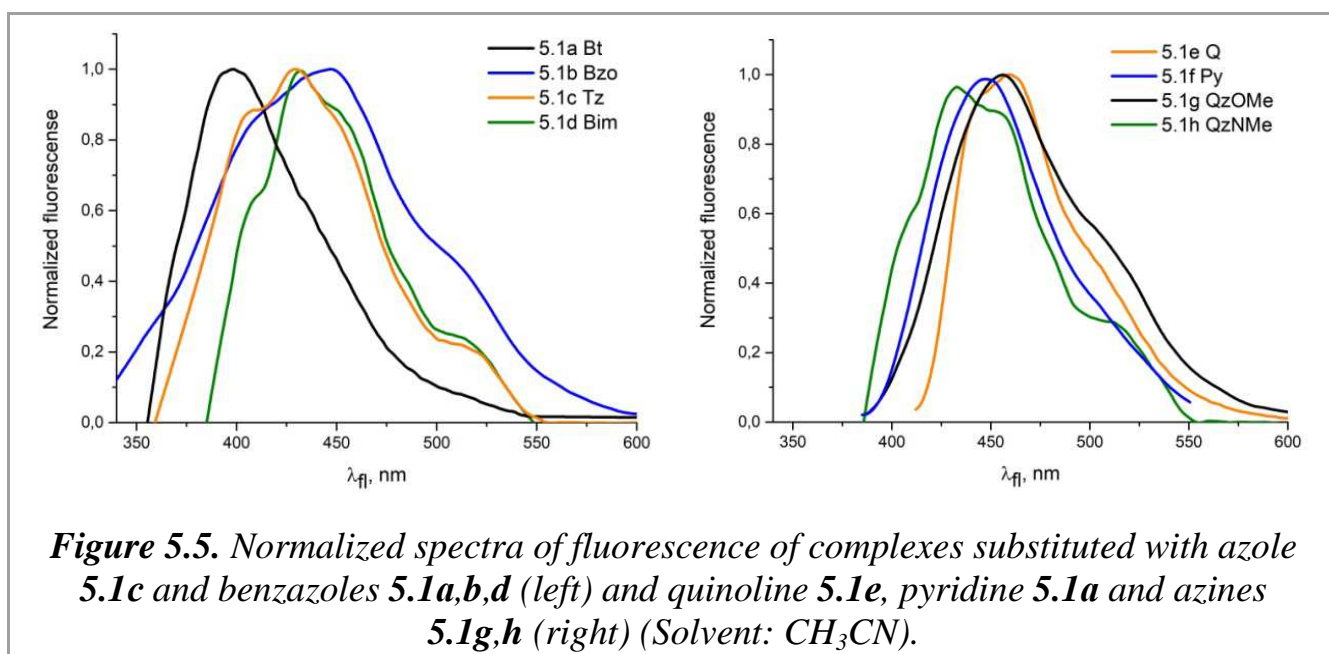 5.1a Bt
5.1b Bzo
5.1c Tz
5.1d Bim
Normalized fluorescense
1,0
0,8
0,6
0,4
0,2
0,0
350 400 450 500 550 600
λfl, nm
5.1e Q
5.1f Py
5.1g QzOMe
5.1h QzNMe
Normalized fluorescence
1,0
0,8
0,6
0,4
0,2
0,0
350 400 450 500 550 600
λfl, nm
Figure 5.5. Normalized spectra of fluorescence of complexes substituted with azole
5.1c and benzazoles 5.1a,b,d (left) and quinoline 5.1e, pyridine 5.1a and azines
5.1g,h (right) (Solvent: CH3CN).